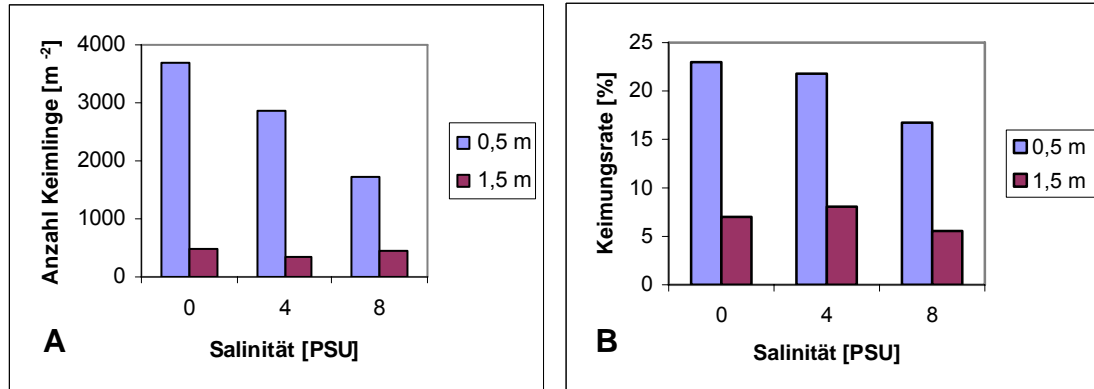 Anzahl Keimlinge [m -2]
4000
3000
2000
1000
0
0 4 8
Salinität [PSU]
0,5 m
1,5 m
A
Keimungsrate [%]
25
20
15
10
5
0
0 4 8
Salinität [PSU]
0,5 m
1,5 m
B